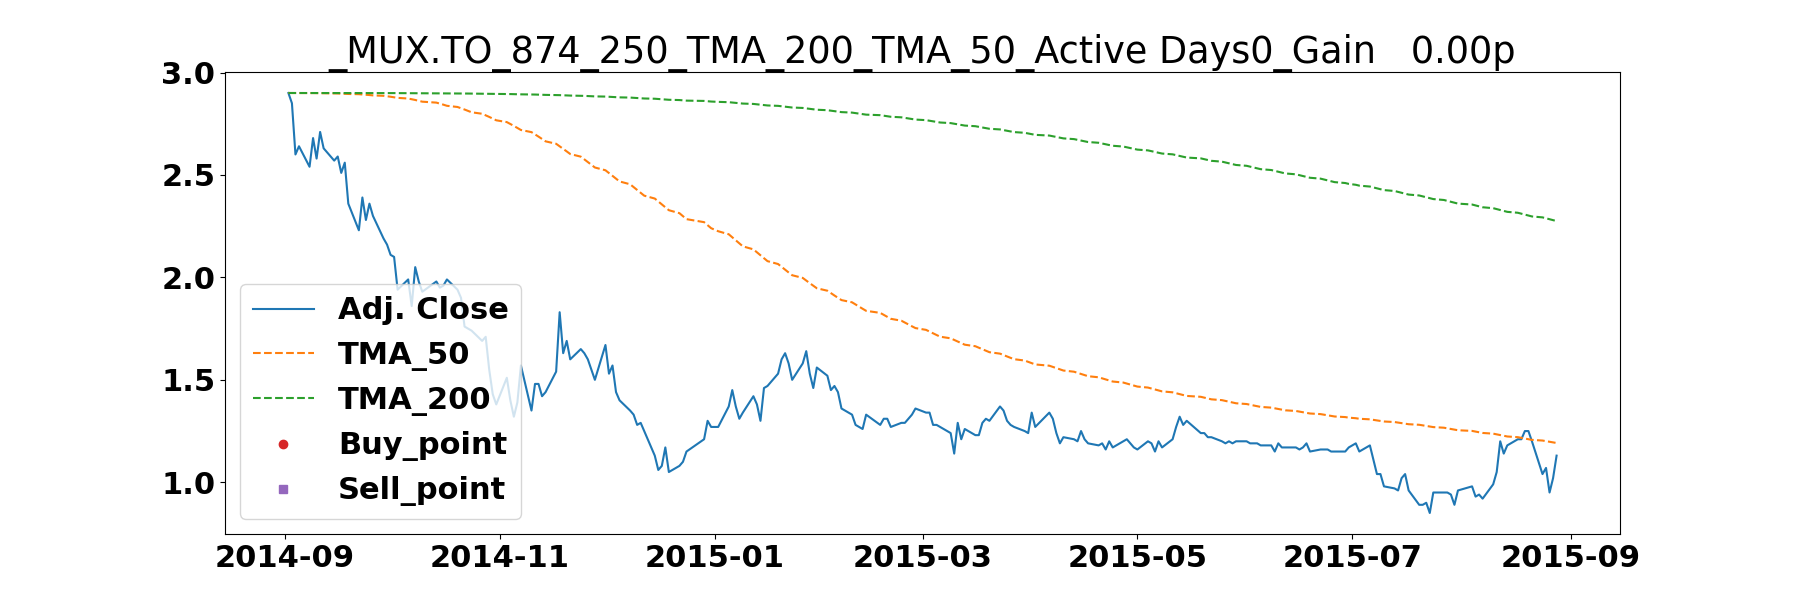 _MUX.TO_874_250_TMA_200_TMA_50_Active Days0_Gain   0.00p
3.0
2.5
2.0
1.5
1.0
Adj. Close
TMA_50
TMA_200
Buy_point
Sell_point
2014-09 2014-11 2015-01 2015-03 2015-05 2015-07 2015-09